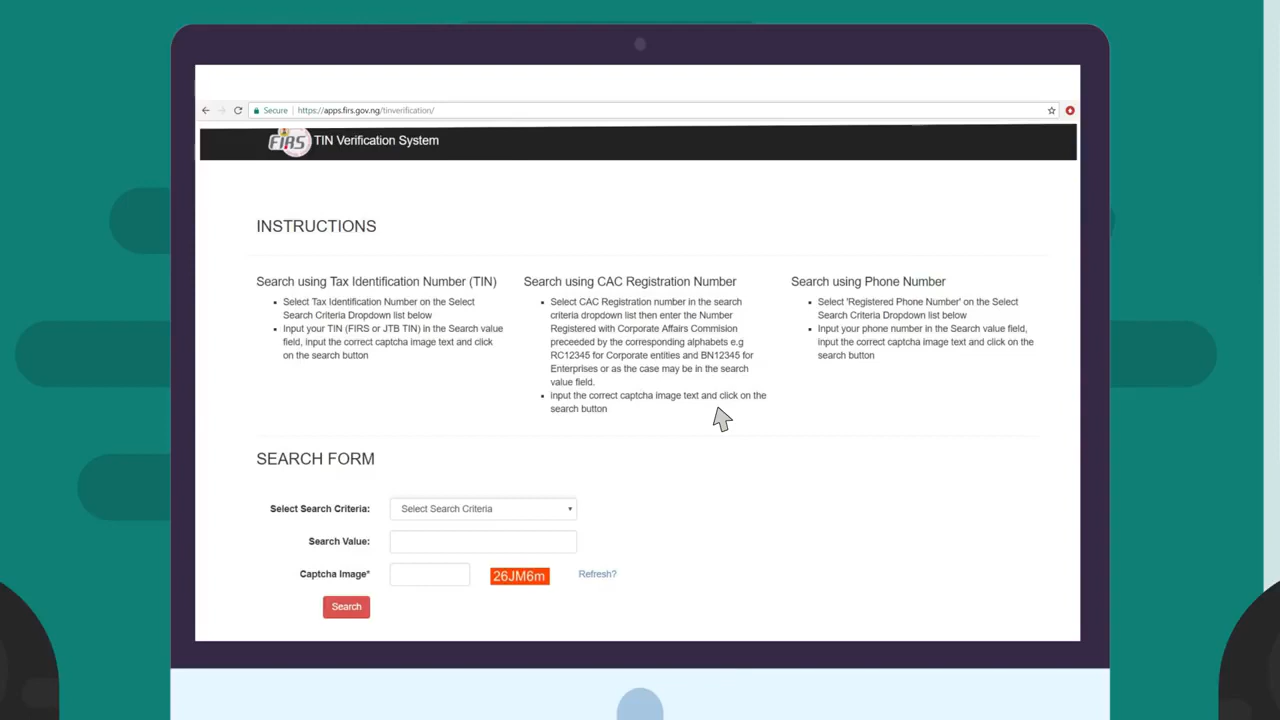 Secure
https://apps.firs.gov.ng/tinverification/
FIRS
TIN Verification System
INSTRUCTIONS
Search using Tax Identification Number (TIN)
Select Tax Identification Number on the Select
Search Criteria Dropdown list below
Input your TIN (FIRS or JTB TIN) in the Search value
field, input the correct captcha image text and click
on the search button
Search using CAC Registration Number
Select CAC Registration number in the search
criteria dropdown list then enter the Number
Registered with Corporate Affairs Commision
preceeded by the corresponding alphabets e.g
RC12345 for Corporate entities and BN12345 for
Enterprises or as the case may be in the search
value field.
input the correct captcha image text and click on the
search button
Search using Phone Number
Select 'Registered Phone Number' on the Select
Search Criteria Dropdown list below
Input your phone number in the Search value field,
input the correct captcha image text and click on the
search button
SEARCH FORM
Select Search Criteria:
Select Search Criteria
Search Value:
Captcha Image*
26JM6m
Refresh?
Search